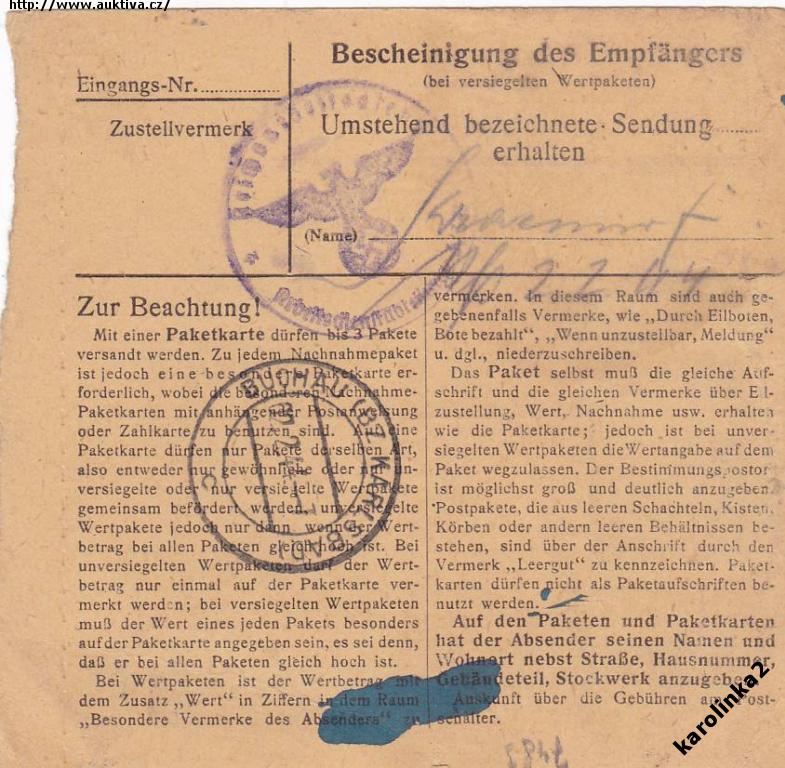 http://www.auktiva.cz/
Eingangs-Nr.
Zustellvermerk
Bescheinigung des Empfängers
(bei versiegelten Wertpaketen)
Umstehend bezeichnete Sendung
erhalten
(Name)
Zur Beachtung!
Mit einer Paketkarte dürfen bis 3 Pakete
versandt werden. Zu jedem Nachnahmepaket
ist jedoch eine besondere Paketkarte er-
forderlich, wobei die besonderen Nachnahme-
Paketkarten mit anhängender Postanweisung
oder Zahlkarte zu benutzen sind. Auf eine
Paketkarte dürfen nur Pakete derselben Art,
also entweder nur gewöhnliche oder nur un-
versiegelte oder nur versiegelte Wertpakete
gemeinsam befördert werden, unversiegelte
Wertpakete jedoch nur dann wenn der Wert-
betrag bei allen Paketen gleich hoch ist. Bei
unversiegelten Wertpaketen darf der Wert-
betrag nur einmal auf der Paketkarte ver-
merkt werden; bei versiegelten Wertpaketen
muß der Wert eines jeden Pakets besonders
auf der Paketkarte angegeben sein, es sei denn,
daß er bei allen Paketen gleich hoch ist.
Bei Wertpaketen ist der Wertbetrag mit
dem Zusatz „Wert" in Ziffern in dem Raum
„Besondere Vermerke des Absenders" zu
vermerken. In diesem Raum sind auch ge-
gebenenfalls Vermerke, wie „Durch Eilboten,
Bote bezahlt", „Wenn unzustellbar, Meldung"
u. dgl., niederzuschreiben.
Das Paket selbst muß die gleiche Auf-
schrift und die gleichen Vermerke über Eil-
zustellung, Wert, Nachnahme usw. erhalten
wie die Paketkarte; jedoch ist bei unver-
siegelten Wertpaketen die Wertangabe auf dem
Paket wegzulassen. Der Bestimmungspostort
ist möglichst groß und deutlich anzugeben.
Postpakete, die aus leeren Schachteln, Kisten,
Körben oder andern leeren Behältnissen be-
stehen, sind über der Anschrift durch den
Vermerk „Leergut" zu kennzeichnen. Paket-
karten dürfen nicht als Paketaufschriften be-
nutzt werden.
Auf den Paketen und Paketkarten
hat der Absender seinen Namen und
Wohnort nebst Straße, Hausnummer,
Gebäudeteil, Stockwerk anzugeben.
Auskunft über die Gebühren am Post-
schalter.
BUCHAU (BZ. KARLSBAD)
c
karolinka2